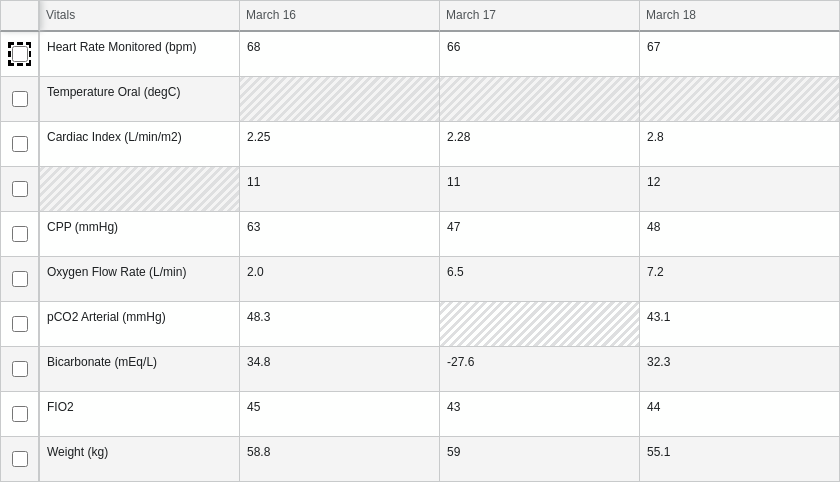 Vitals March 16 March 17 March 18
Heart Rate Monitored (bpm) 68 66 67
Temperature Oral (degC)
Cardiac Index (L/min/m2) 2.25 2.28 2.8
11 11 12
CPP (mmHg) 63 47 48
Oxygen Flow Rate (L/min) 2.0 6.5 7.2
pCO2 Arterial (mmHg) 48.3 43.1
Bicarbonate (mEq/L) 34.8 -27.6 32.3
FIO2 45 43 44
Weight (kg) 58.8 59 55.1